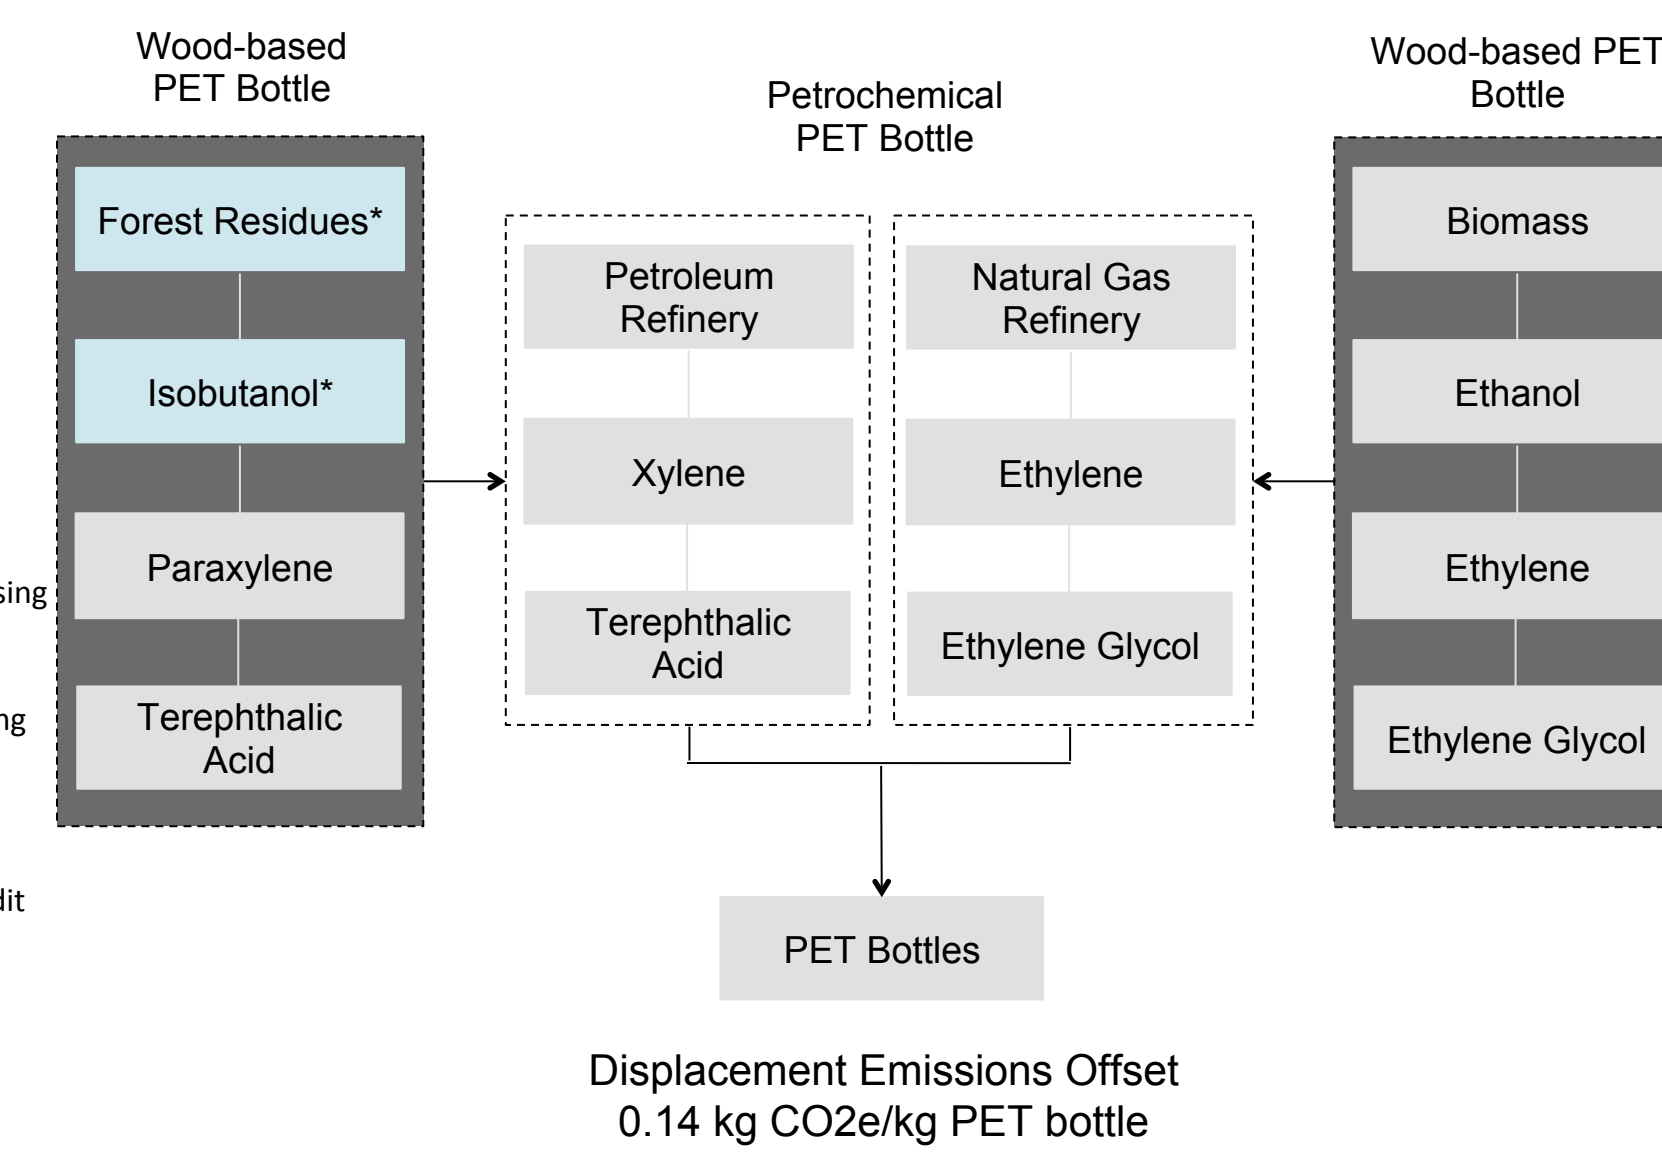 Wood-based
PET Bottle
Forest Residues*
Isobutanol*
Paraxylene
Terephthalic
Acid
Petrochemical
PET Bottle
Petroleum
Refinery
Xylene
Terephthalic
Acid
Natural Gas
Refinery
Ethylene
Ethylene Glycol
Wood-based PET
Bottle
Biomass
Ethanol
Ethylene
Ethylene Glycol
PET Bottles
Displacement Emissions Offset
0.14 kg CO2e/kg PET bottle